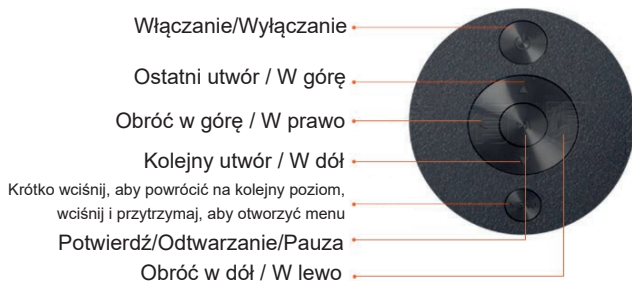 Włączanie/Wyłączanie
Ostatni utwór / W górę
Obróć w górę / W prawo
Kolejny utwór / W dół
Krótko wciśnij, aby powrócić na kolejny poziom,
wciśnij i przytrzymaj, aby otworzyć menu
Potwierdź/Odtwarzanie/Pauza
Obróć w dół / W lewo